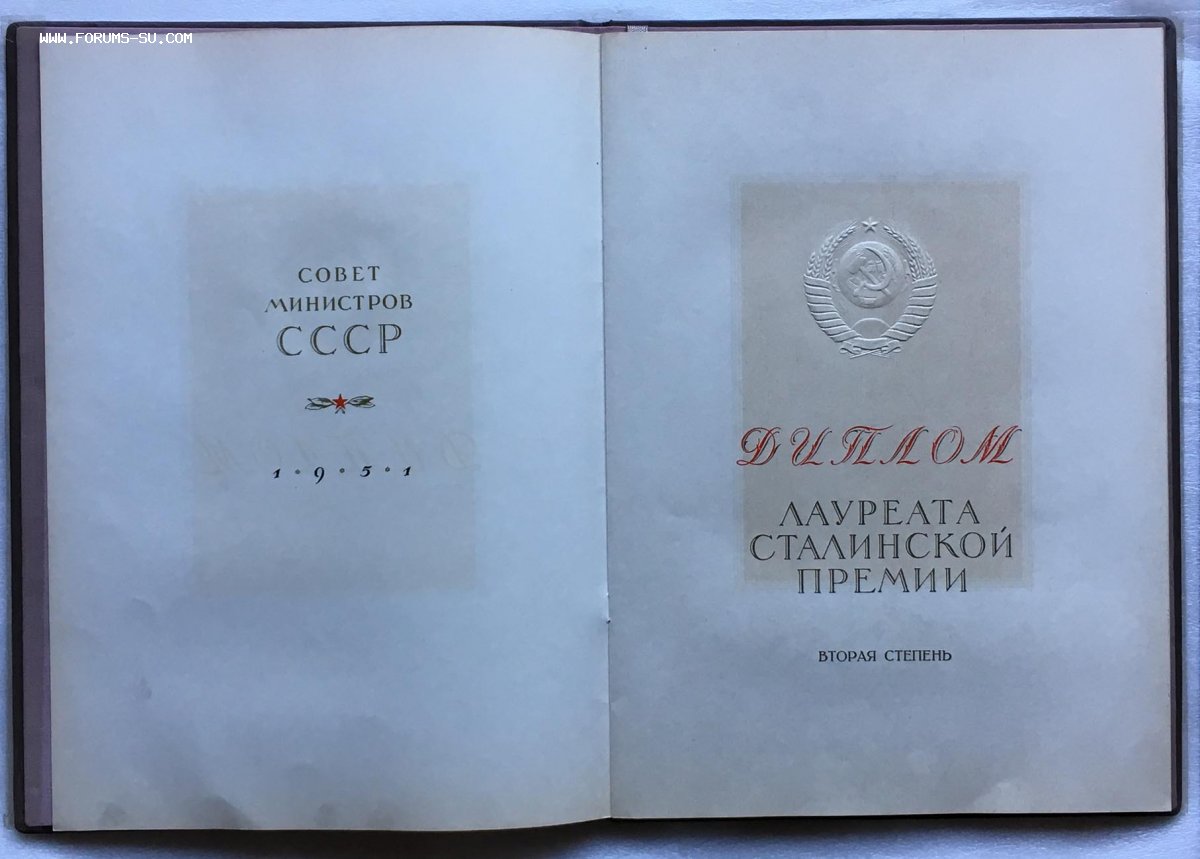 WWW.FORUMS-SU.COM
СОВЕТ
МИНИСТРОВ
СССР
1•9•5•1
ДИПЛОМ
ЛАУРЕАТА
СТАЛИНСКОЙ
ПРЕМИИ
ВТОРАЯ СТЕПЕНЬ